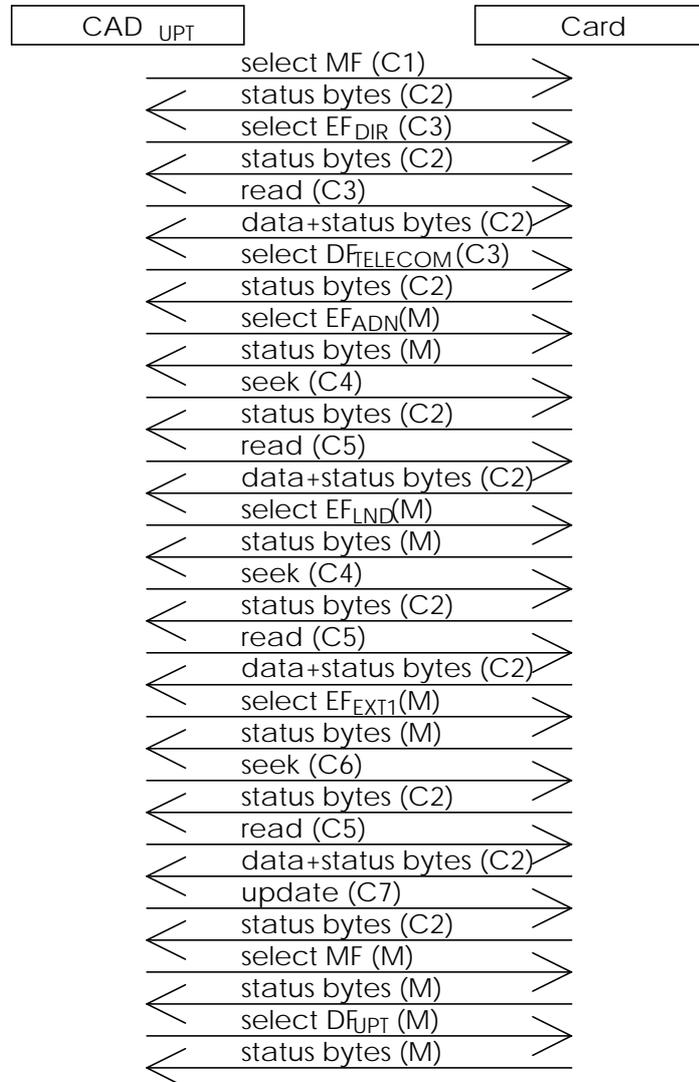 CAD UPT Card
select MF (C1)
status bytes (C2)
select EFDIR (C3)
status bytes (C2)
read (C3)
data+status bytes (C2)
select DFTELECOM (C3)
status bytes (C2)
select EFADN(M)
status bytes (M)
seek (C4)
status bytes (C2)
read (C5)
data+status bytes (C2)
select EFLND(M)
status bytes (M)
seek (C4)
status bytes (C2)
read (C5)
data+status bytes (C2)
select EFEXT1(M)
status bytes (M)
seek (C6)
status bytes (C2)
read (C5)
data+status bytes (C2)
update (C7)
status bytes (C2)
select MF (M)
status bytes (M)
select DFUPT (M)
status bytes (M)